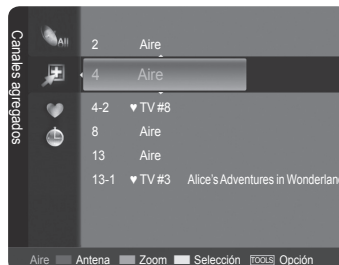 Canales agregados
All
2 Aire
4 Aire
4-2 ♥ TV #8
8 Aire
13 Aire
13-1 ♥ TV #3 Alice's Adventures in Wonderlan
Aire Antena Zoom Selección TOOLS Opción